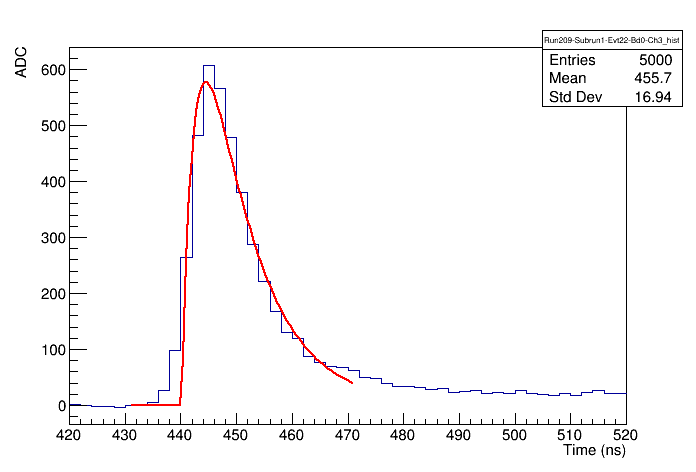 Run209-Subrun1-Evt22-Bd0-Ch3_hist
Entries 5000
Mean 455.7
Std Dev 16.94
ADC
600
500
400
300
200
100
0
420 430 440 450 460 470 480 490 500 510 520
Time (ns)